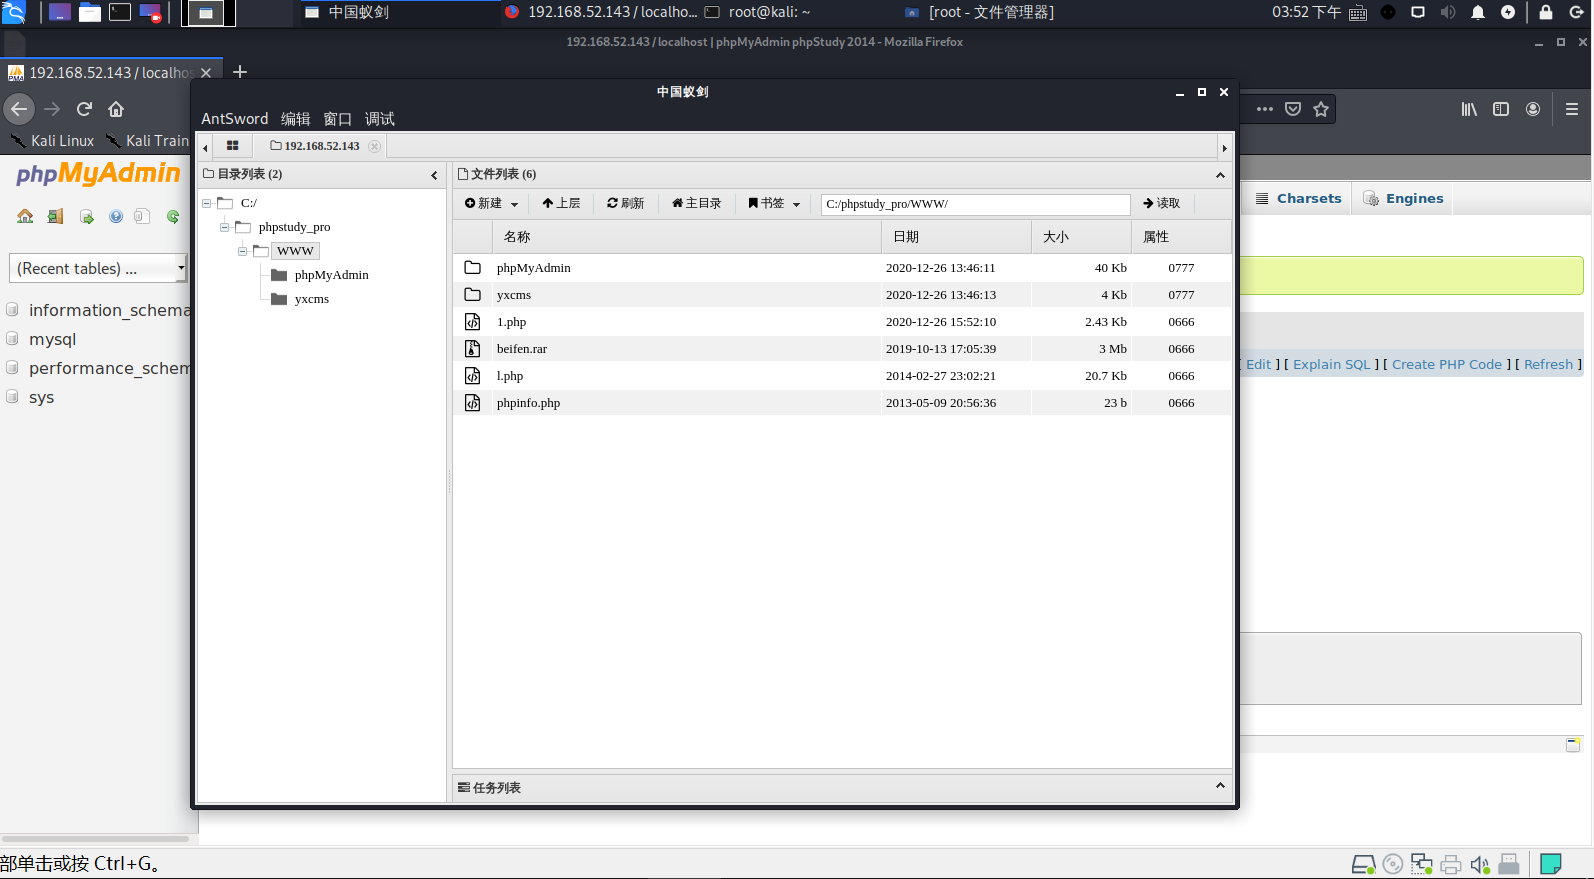 中国蚁剑
192.168.52.143 / localho...
root@kali: ~
[root - 文件管理器]
03:52 下午
192.168.52.143 / localhost | phpMyAdmin phpStudy 2014 - Mozilla Firefox
192.168.52.143 / localhos
中国蚁剑
AntSword 编辑 窗口 调试
Kali Linux Kali Train
192.168.52.143
phpMyAdmin
目录列表 (2)
文件列表 (6)
新建 上层 刷新 主目录 书签 C:/phpstudy_pro/WWW/ 读取
Charsets Engines
C:/
phpstudy_pro
WWW
phpMyAdmin
yxcms
名称 日期 大小 属性
phpMyAdmin 2020-12-26 13:46:11 40 Kb 0777
yxcms 2020-12-26 13:46:13 4 Kb 0777
1.php 2020-12-26 15:52:10 2.43 Kb 0666
beifen.rar 2019-10-13 17:05:39 3 Mb 0666
l.php 2014-02-27 23:02:21 20.7 Kb 0666
phpinfo.php 2013-05-09 20:56:36 23 b 0666
(Recent tables) ...
information_schema
mysql
performance_schem
sys
[ Edit ] [ Explain SQL ] [ Create PHP Code ] [ Refresh ]
任务列表
部单击或按 Ctrl+G。